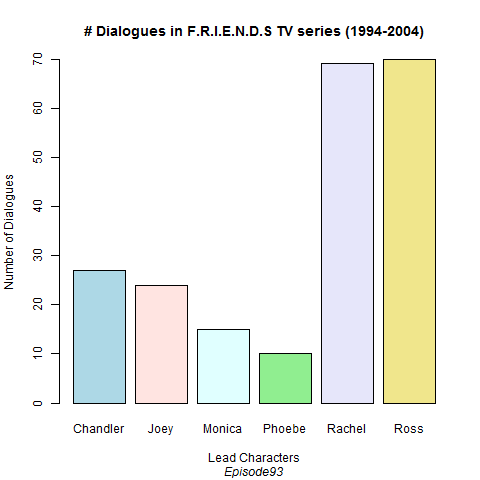 # Dialogues in F.R.I.E.N.D.S TV series (1994-2004)
Number of Dialogues
70
60
50
40
30
20
10
0
Chandler Joey Monica Phoebe Rachel Ross
Lead Characters
Episode93